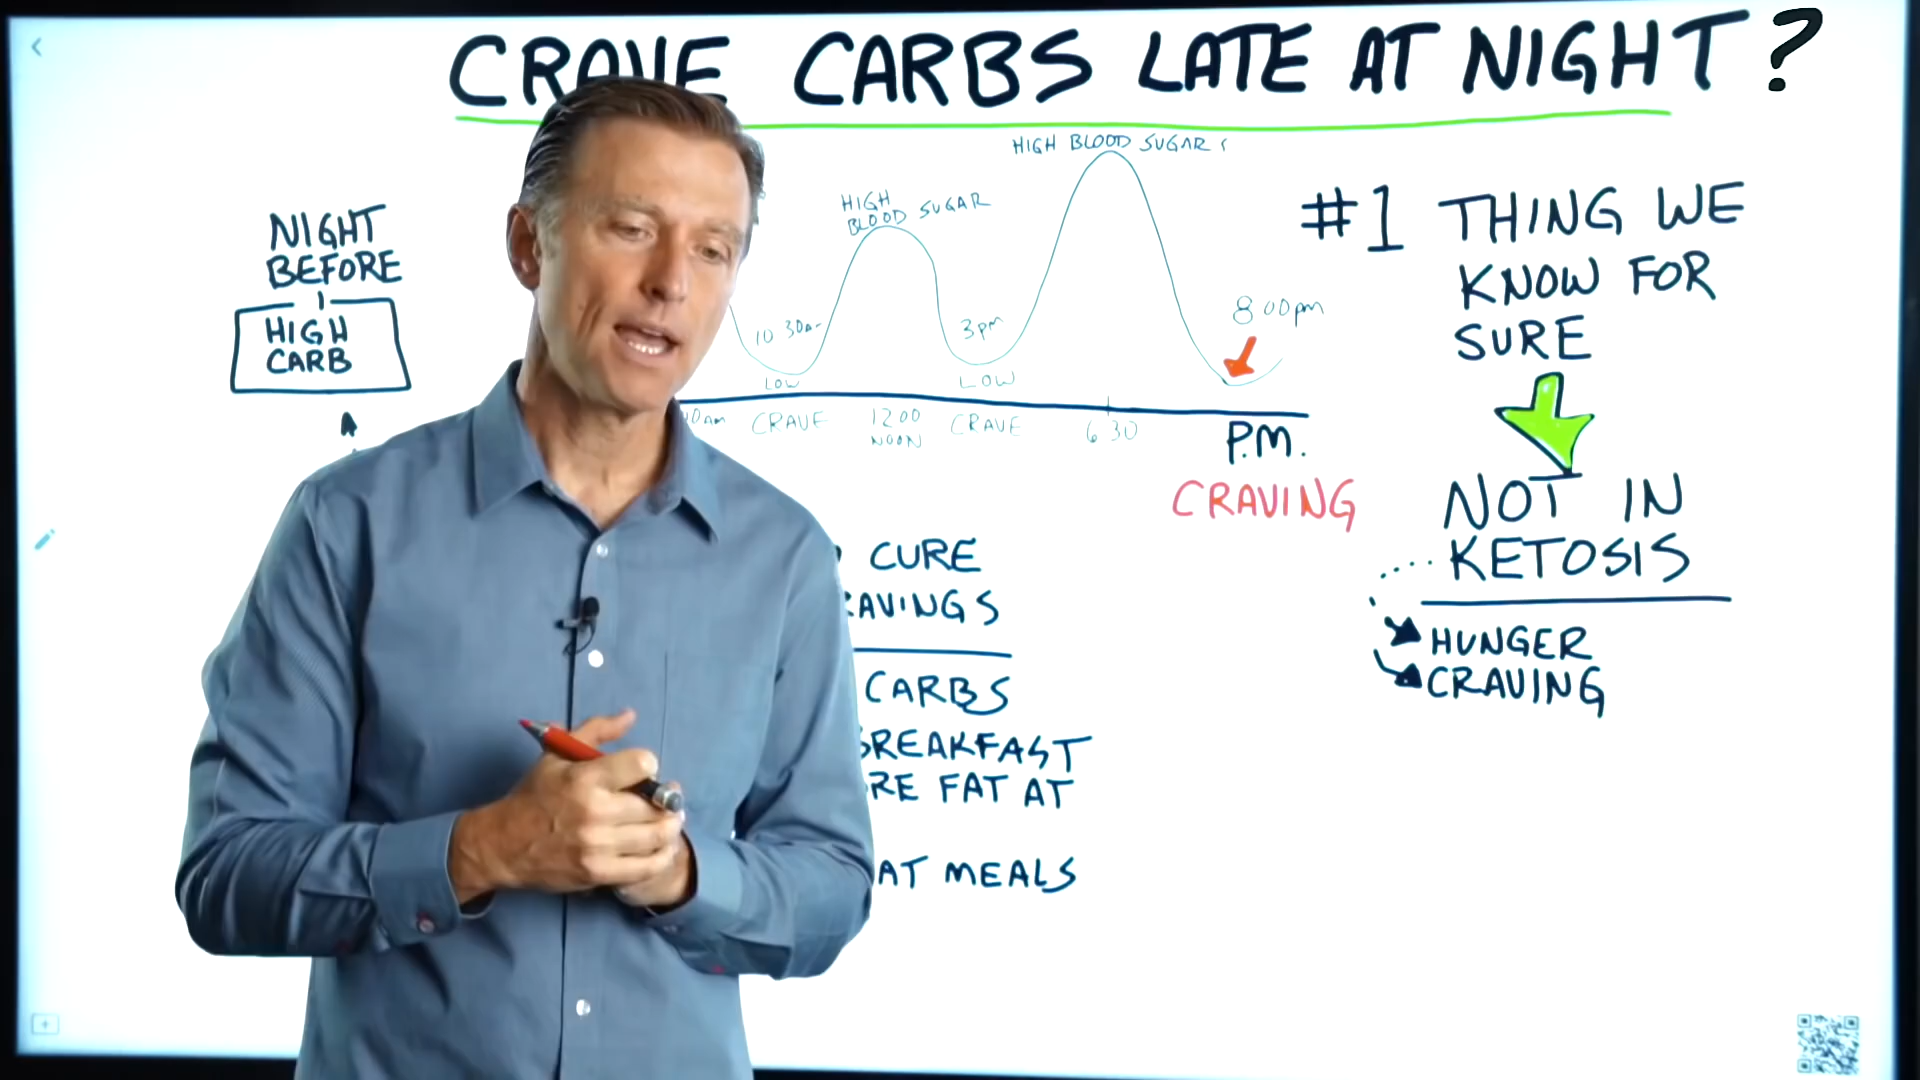 CRAVE CARBS LATE AT NIGHT?
HIGH BLOOD SUGAR
HIGH
BLOOD SUGAR
NIGHT
BEFORE
HIGH
CARB
10 30a
3pm
8 00pm
LOW
LOW
CRAVE
12 00
NOON
CRAVE
6 30
P.M.
CRAVING
CURE
CARBS
FAT AT
AT MEALS
#1 THING WE
KNOW FOR
SURE
NOT IN
KETOSIS
HUNGER
CRAVING